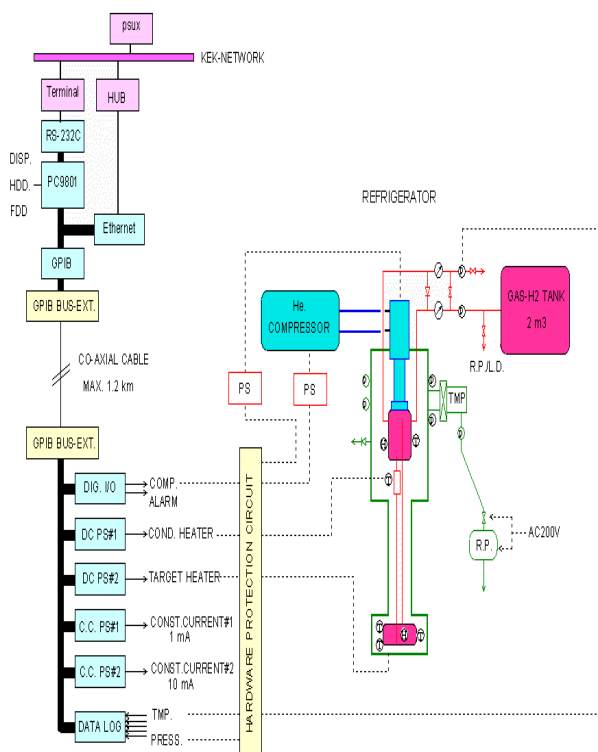 psux
KEK-NETWORK
Terminal
HUB
RS-232C
DISP.
HDD.
FDD
PC9801
Ethernet
GPIB
GPIB BUS-EXT.
CO-AXIAL CABLE
MAX. 1.2 km
GPIB BUS-EXT.
DIG. I/O
COMP.
ALARM
DC PS#1
COND. HEATER
DC PS#2
TARGET HEATER
C.C. PS#1
CONST.CURRENT#1
1 mA
C.C. PS#2
CONST.CURRENT#2
10 mA
DATA LOG
TMP.
PRESS.
HARDWARE PROTECTION CIRCUIT
REFRIGERATOR
He.
COMPRESSOR
PS
PS
GAS-H2 TANK
2 m3
R.P./L.D.
TMP
R.P.
AC200V